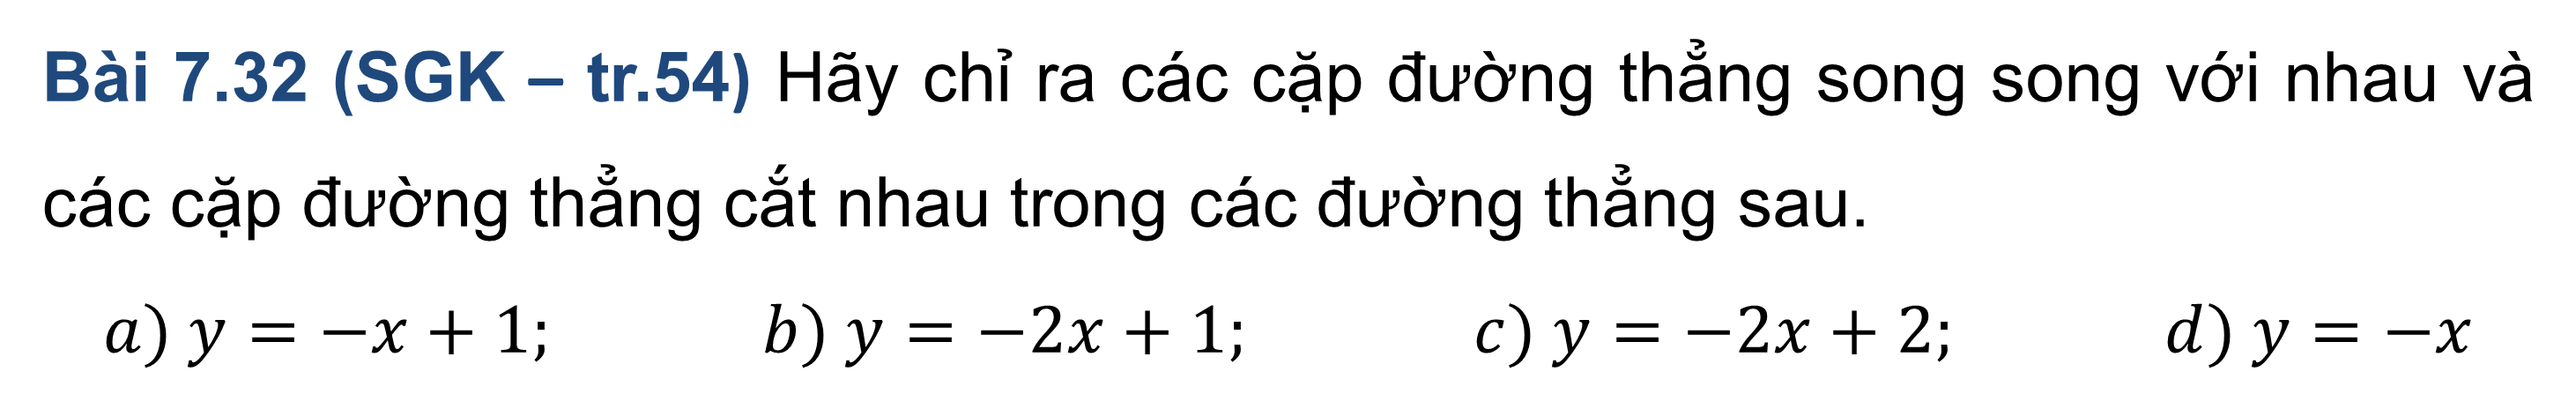 Bài 7.32 (SGK – tr.54) Hãy chỉ ra các cặp đường thẳng song song với nhau và
các cặp đường thẳng cắt nhau trong các đường thẳng sau.
a) y = −x + 1; b) y = −2x + 1; c) y = −2x + 2; d) y = −x